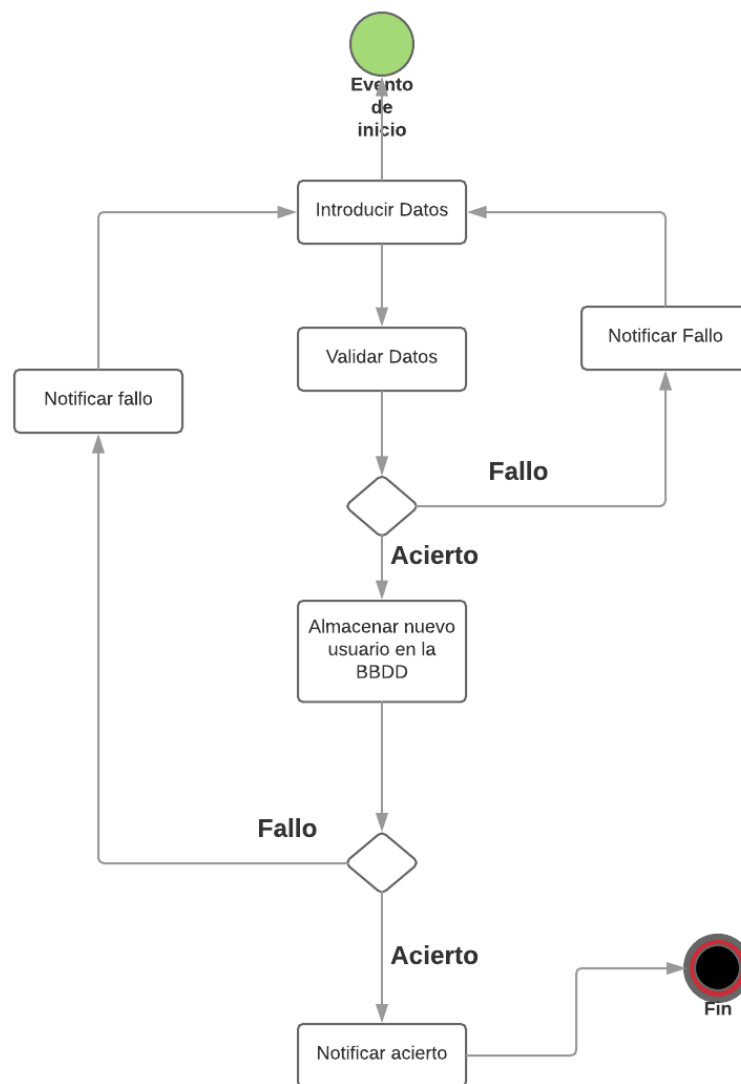 Evento
de
inicio
Introducir Datos
Notificar Fallo
Validar Datos
Notificar fallo
Fallo
Acierto
Almacenar nuevo
usuario en la
BBDD
Fallo
Acierto
Fin
Notificar acierto